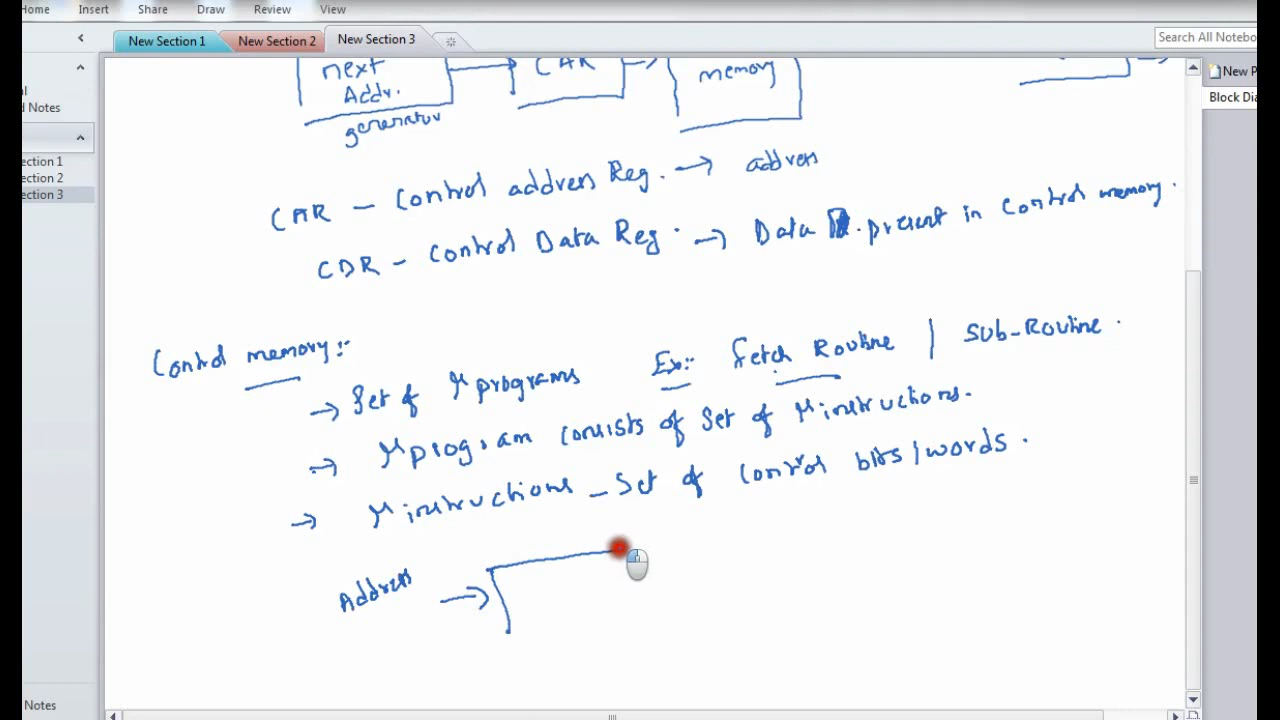 Home Insert Share Draw Review View
New Section 1 New Section 2 New Section 3
Search All Notebo
New P
Block Dia
d Notes
ection 1
ection 2
ection 3
next CAR memory
Addr.
generator
CAR – Control address Reg. → address
CDR – Control Data Reg. → Data . present in control memory.
Control memory:-
→ Set of μprograms Ex:- Fetch Routine | Sub-Routine.
→ μprogram consists of Set of μinstructions.
→ μinstructions – Set of control bits/words.
Address →
Notes